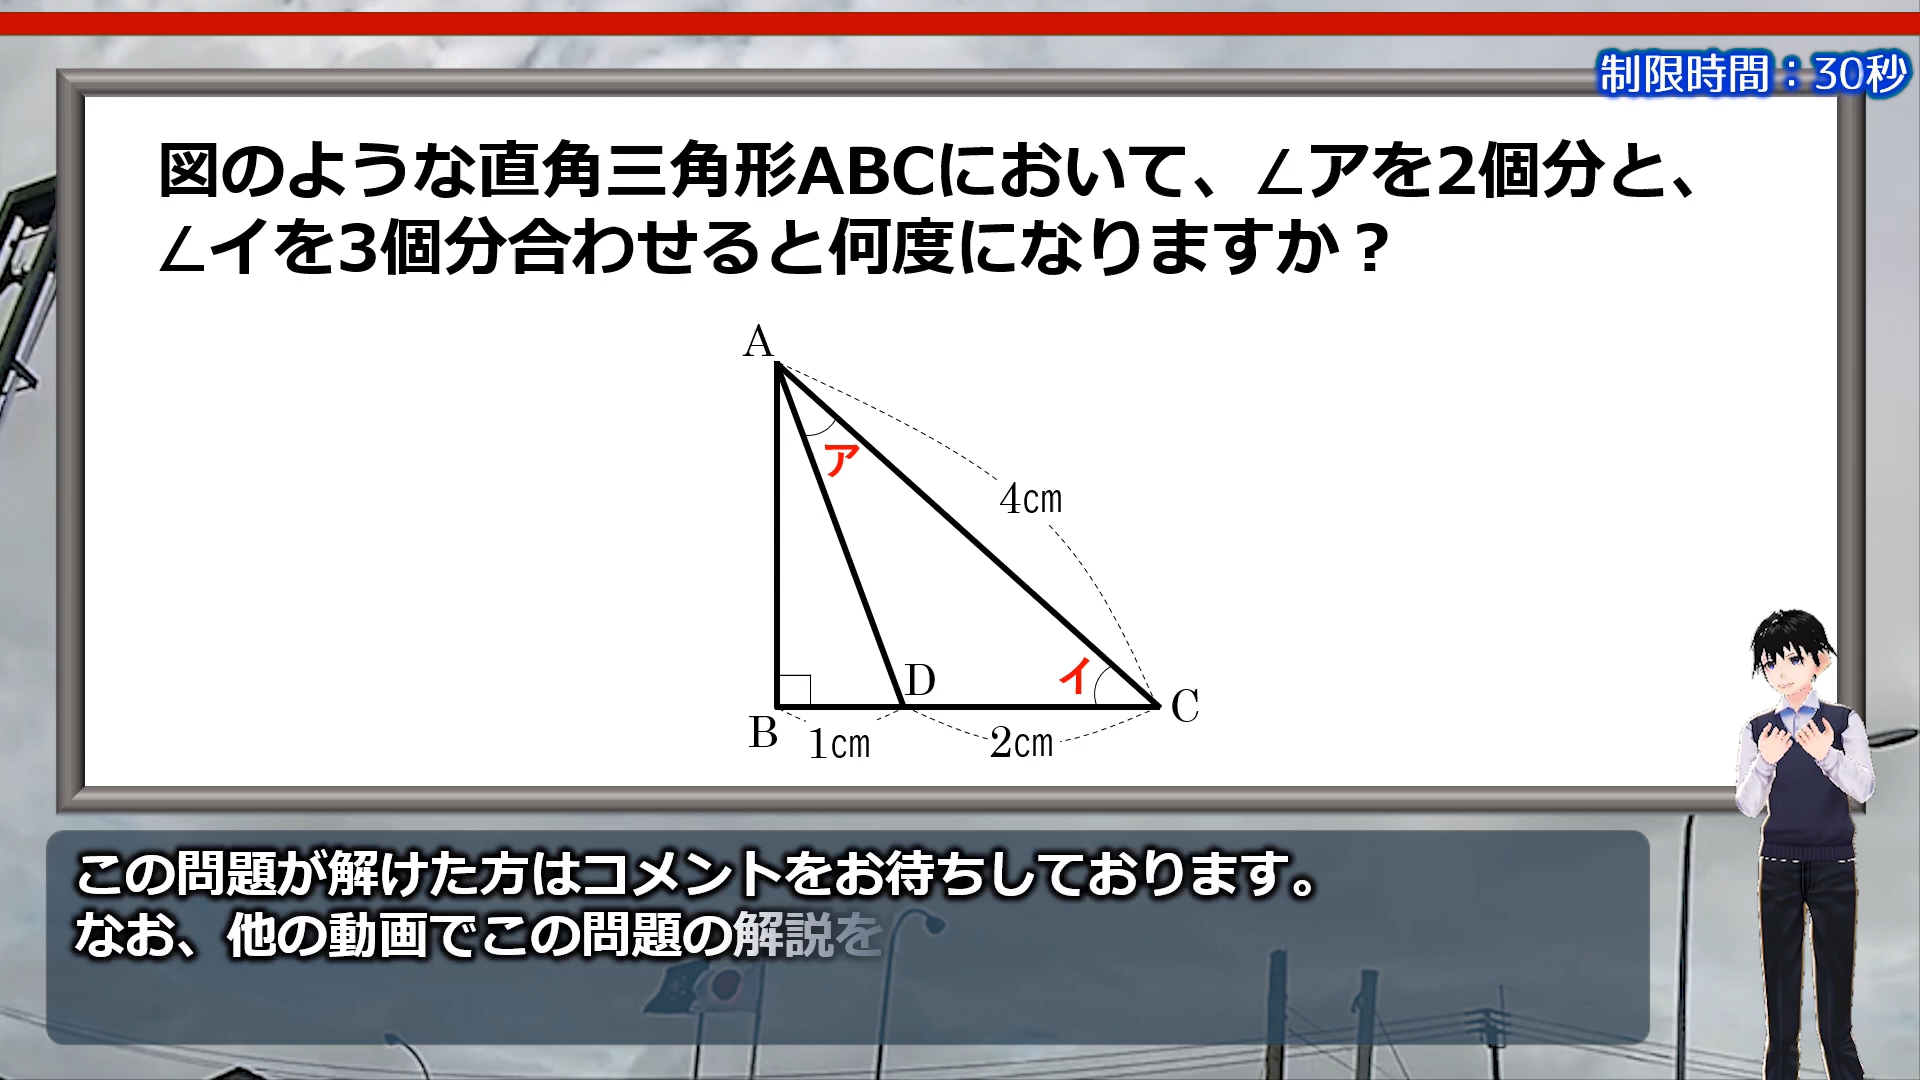 制限時間：30秒
図のような直角三角形ABCにおいて、∠アを2個分と、
∠イを3個分合わせると何度になりますか？
A
ア
4㎝
イ
D
C
B
1㎝
2㎝
この問題が解けた方はコメントをお待ちしております。
なお、他の動画でこの問題の解説を